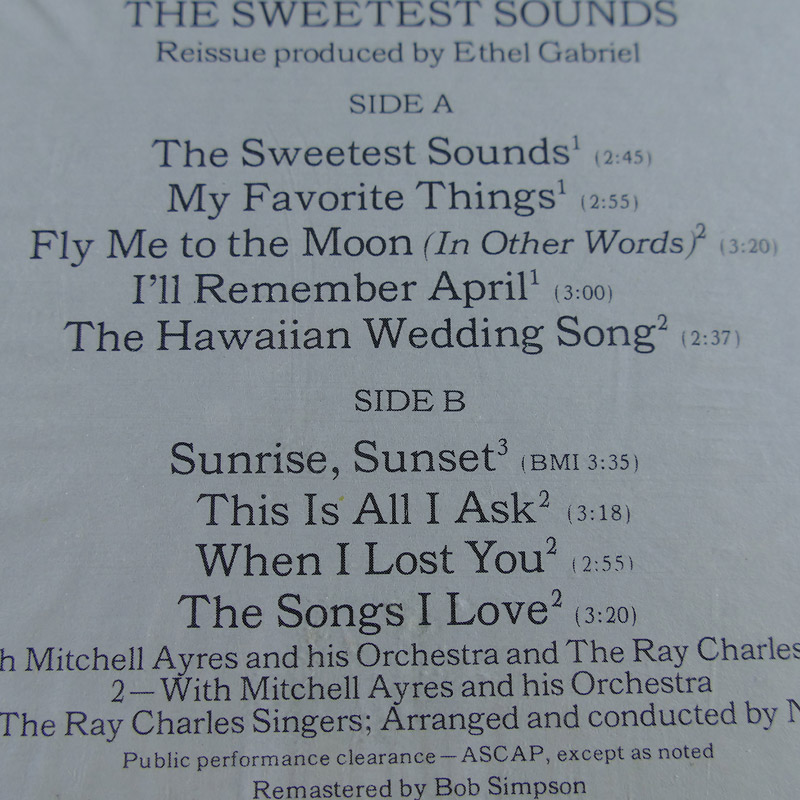 THE SWEETEST SOUNDS
Reissue produced by Ethel Gabriel
SIDE A
The Sweetest Sounds¹ (2:45)
My Favorite Things¹ (2:55)
Fly Me to the Moon (In Other Words)² (3:20)
I'll Remember April¹ (3:00)
The Hawaiian Wedding Song² (2:37)
SIDE B
Sunrise, Sunset³ (BMI 3:35)
This Is All I Ask² (3:18)
When I Lost You² (2:55)
The Songs I Love² (3:20)
Mitchell Ayres and his Orchestra and The Ray Charles
2—With Mitchell Ayres and his Orchestra
The Ray Charles Singers; Arranged and conducted by
Public performance clearance—ASCAP, except as noted
Remastered by Bob Simpson